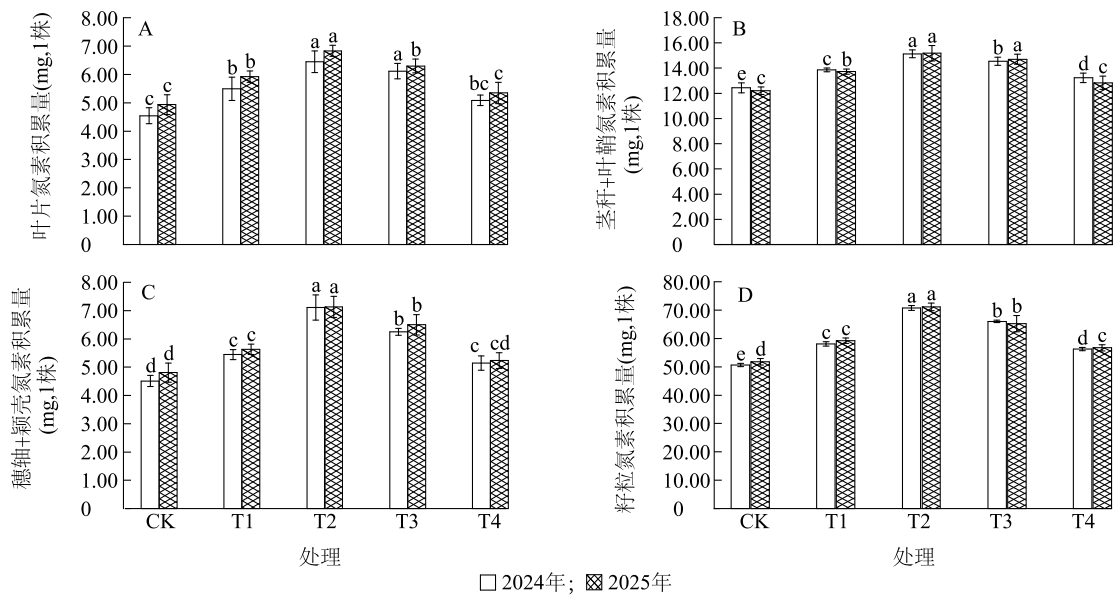 叶片氮素积累量(mg,1株)
8.00
7.00
6.00
5.00
4.00
3.00
2.00
1.00
0
A
c c b b a a a b bc c
茎秆+叶鞘氮素积累量
(mg,1株)
18.00
16.00
14.00
12.00
10.00
8.00
6.00
4.00
2.00
0
B
e c c b a a b a d c
穗轴+颖壳氮素积累量
(mg,1株)
8.00
7.00
6.00
5.00
4.00
3.00
2.00
1.00
0
C
d d c c a a b b c cd
CK T1 T2 T3 T4
处理
籽粒氮素积累量(mg,1株)
80.00
70.00
60.00
50.00
40.00
30.00
20.00
10.00
0
D
e d c c a a b b d c
CK T1 T2 T3 T4
处理
2024年; 2025年